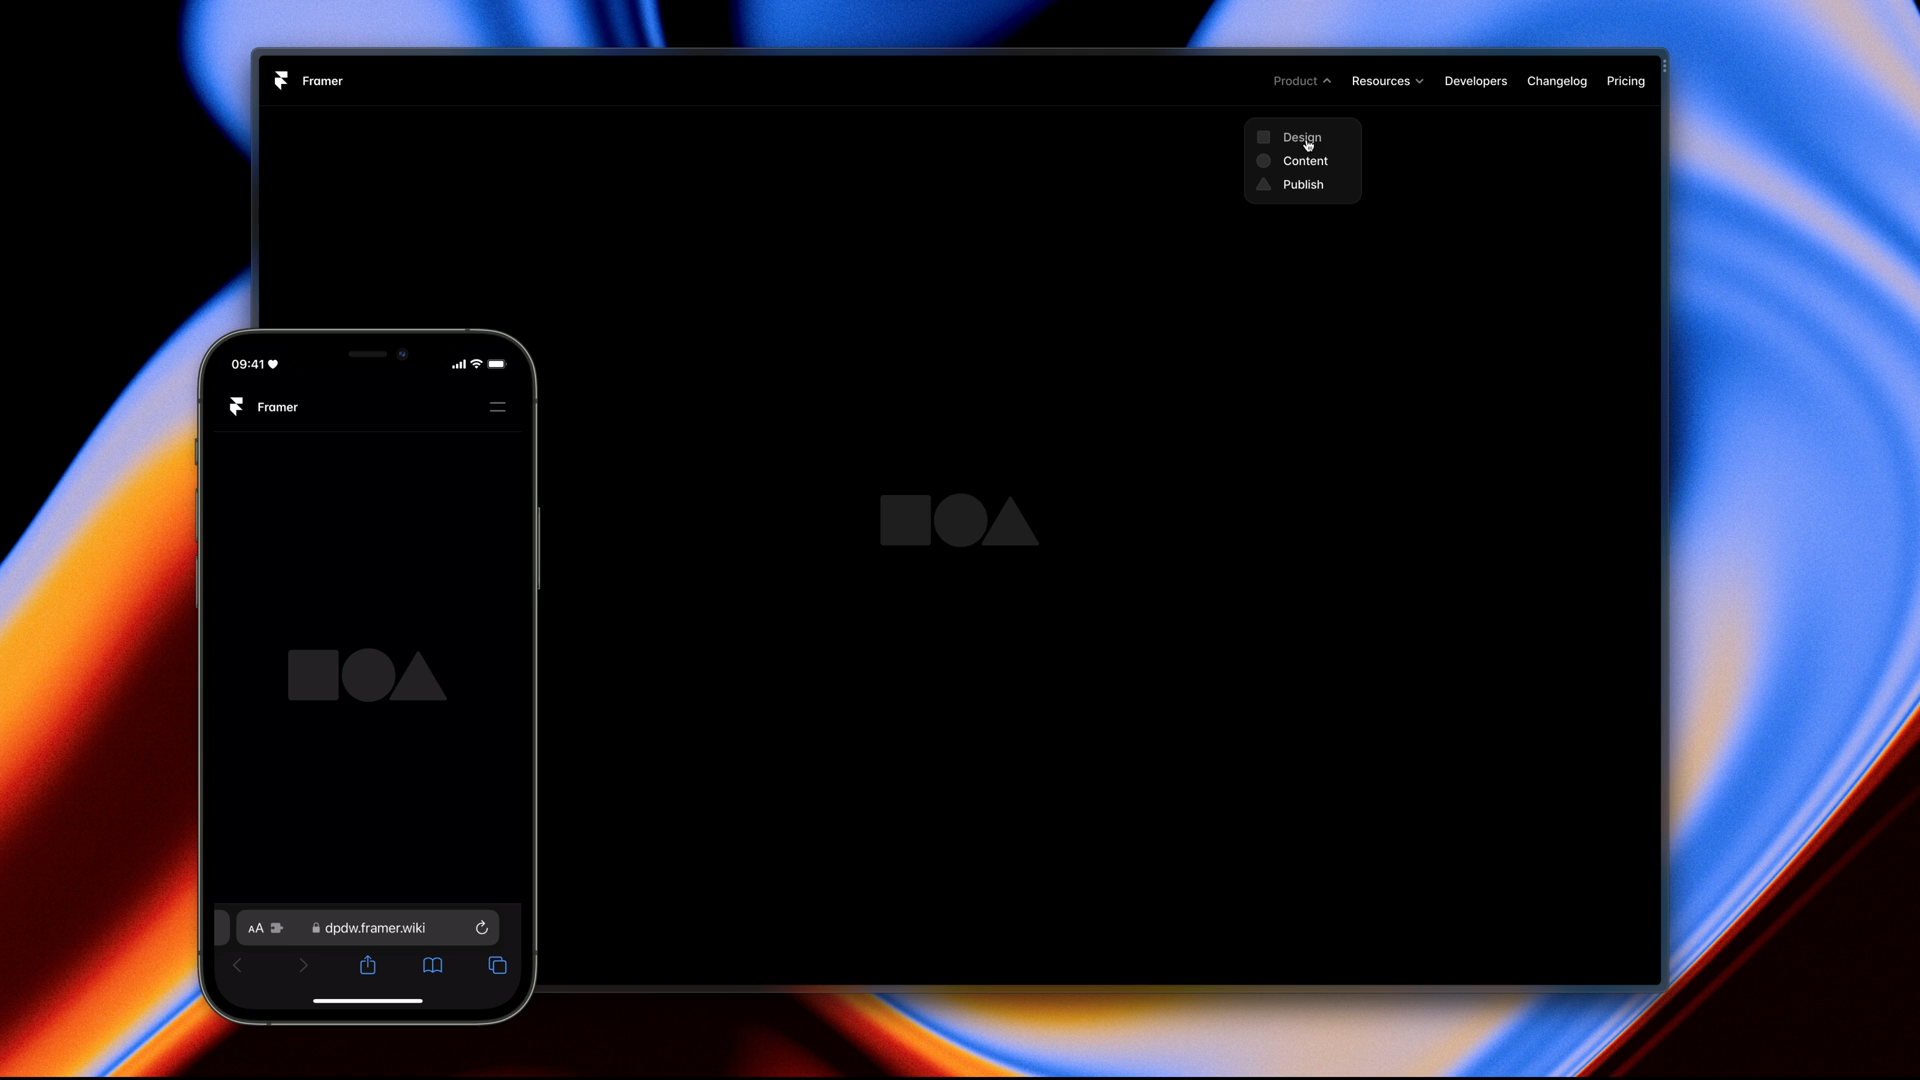 Framer
Product
Resources
Developers
Changelog
Pricing
Design
Content
Publish
09:41
Framer
AA
dpdw.framer.wiki